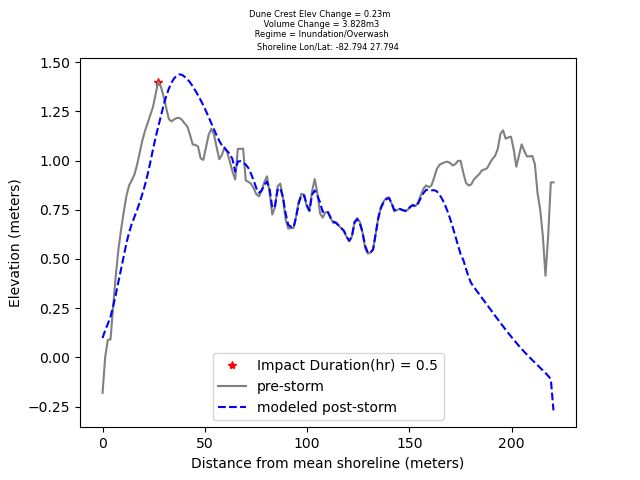 Dune Crest Elev Change = 0.23m
Volume Change = 3.828m3
Regime = Inundation/Overwash
Shoreline Lon/Lat: -82.794 27.794
1.50
1.25
1.00
0.75
0.50
0.25
0.00
−0.25
Elevation (meters)
Impact Duration(hr) = 0.5
pre-storm
modeled post-storm
0 50 100 150 200
Distance from mean shoreline (meters)